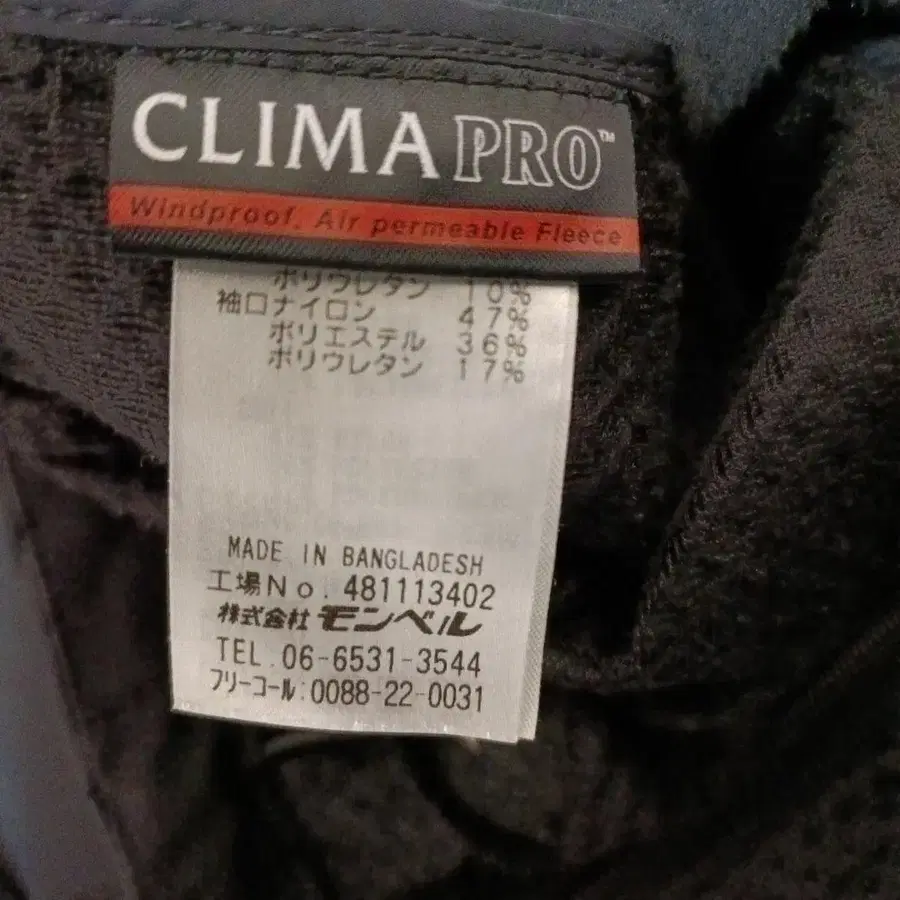 CLIMA PRO™
Windproof. Air permeable Fleece
ポリウレタン 10%
袖口ナイロン 47%
ポリエステル 36%
ポリウレタン 17%
MADE IN BANGLADESH
工場No. 481113402
株式会社 モンベル
TEL.06-6531-3544
フリーコール:0088-22-0031